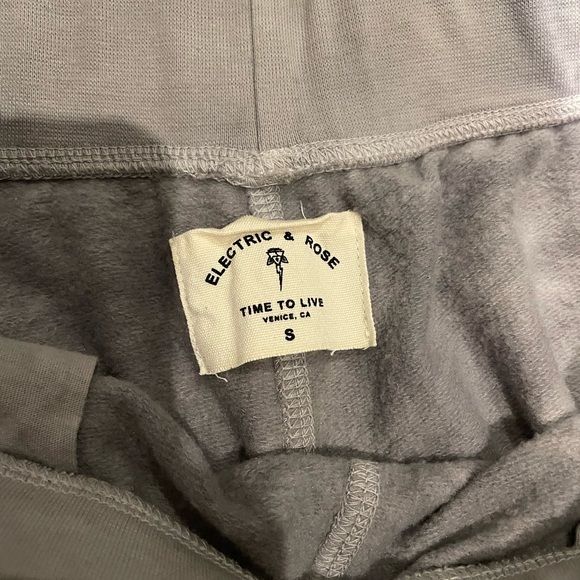 ELECTRIC & ROSE
TIME TO LIVE
VENICE, CA
S